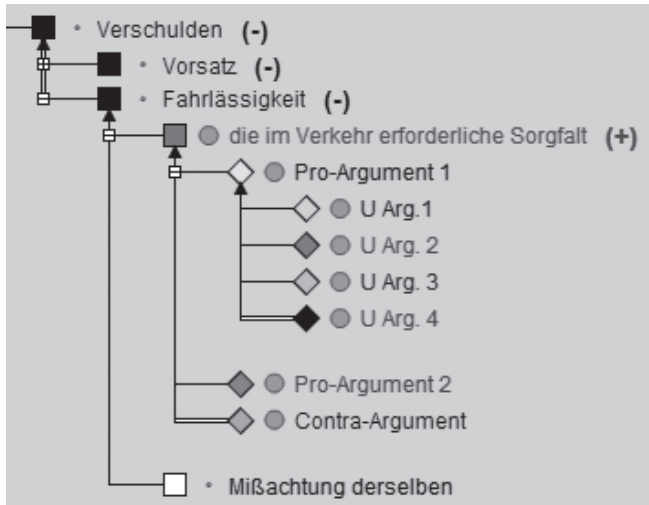 Verschulden (-)
Vorsatz (-)
Fahrlässigkeit (-)
die im Verkehr erforderliche Sorgfalt (+)
Pro-Argument 1
U Arg.1
U Arg. 2
U Arg. 3
U Arg. 4
Pro-Argument 2
Contra-Argument
Mißachtung derselben